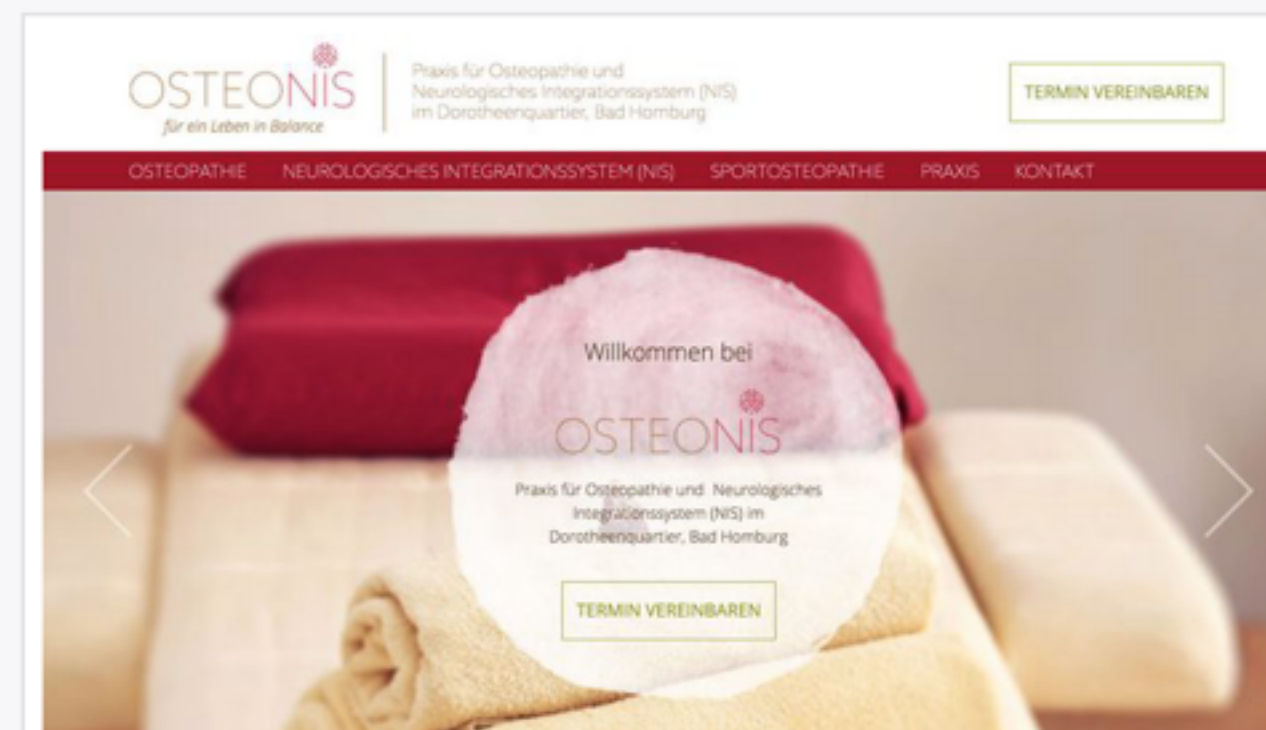 OSTEONIS
für ein Leben in Balance
Praxis für Osteopathie und
Neurologisches Integrationssystem (NIS)
im Dorotheenquartier, Bad Homburg
TERMIN VEREINBAREN
OSTEOPATHIE NEUROLOGISCHES INTEGRATIONSSYSTEM (NIS) SPORTOSTEOPATHIE PRAXIS KONTAKT
Willkommen bei
OSTEONIS
Praxis für Osteopathie und Neurologisches
Integrationssystem (NIS) im
Dorotheenquartier, Bad Homburg
TERMIN VEREINBAREN